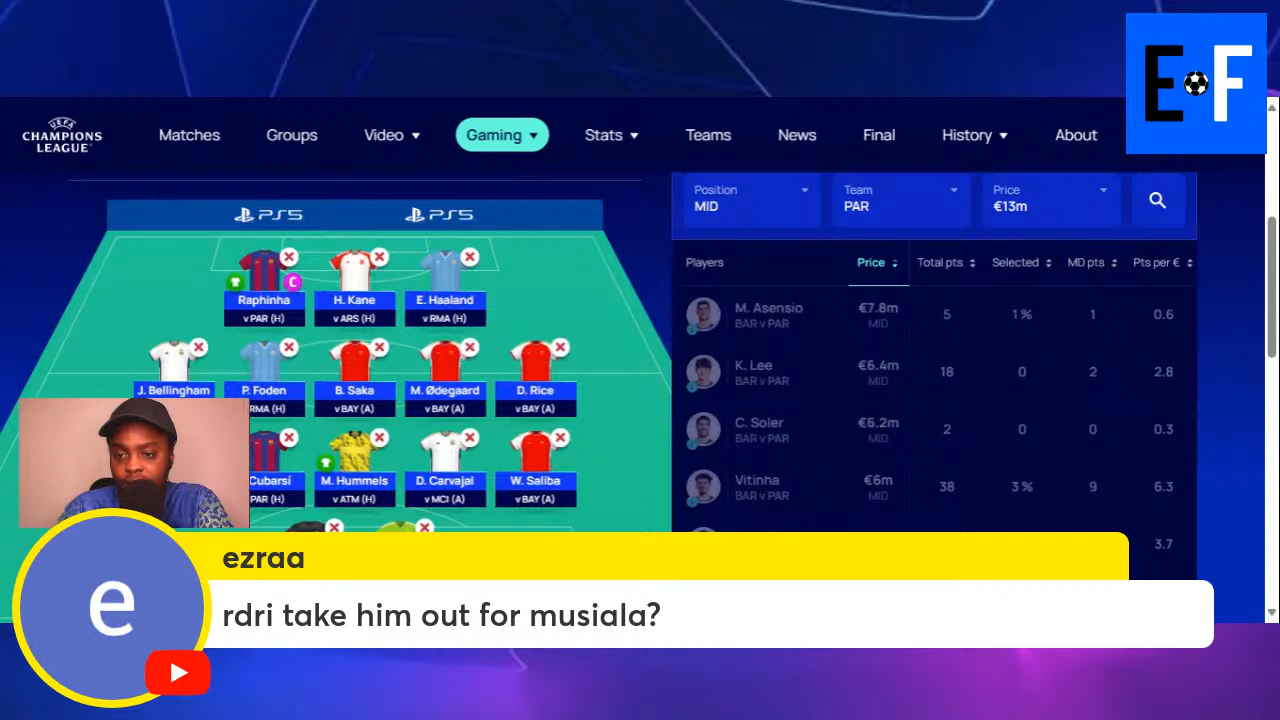 E F
UEFA
CHAMPIONS
LEAGUE
Matches Groups Video Gaming Stats Teams News Final History About
Position Team Price
MID PAR €13m
PS5 PS5
Players Price Total pts Selected MD pts Pts per €
C
Raphinha H. Kane E. Haaland
v PAR (H) v ARS (H) v RMA (H)
M. Asensio €7.8m 5 1% 1 0.6
BAR v PAR MID
K. Lee €6.4m 18 0 2 2.8
BAR v PAR MID
J. Bellingham P. Foden B. Saka M. Ødegaard D. Rice
RMA (H) v BAY (A) v BAY (A) v BAY (A)
C. Soler €6.2m 2 0 0 0.3
BAR v PAR MID
Cubarsí M. Hummels D. Carvajal W. Saliba
PAR (H) v ATM (H) v MCI (A) v BAY (A)
Vitinha €6m 38 3% 9 6.3
BAR v PAR MID
3.7
e
ezraa
rdri take him out for musiala?